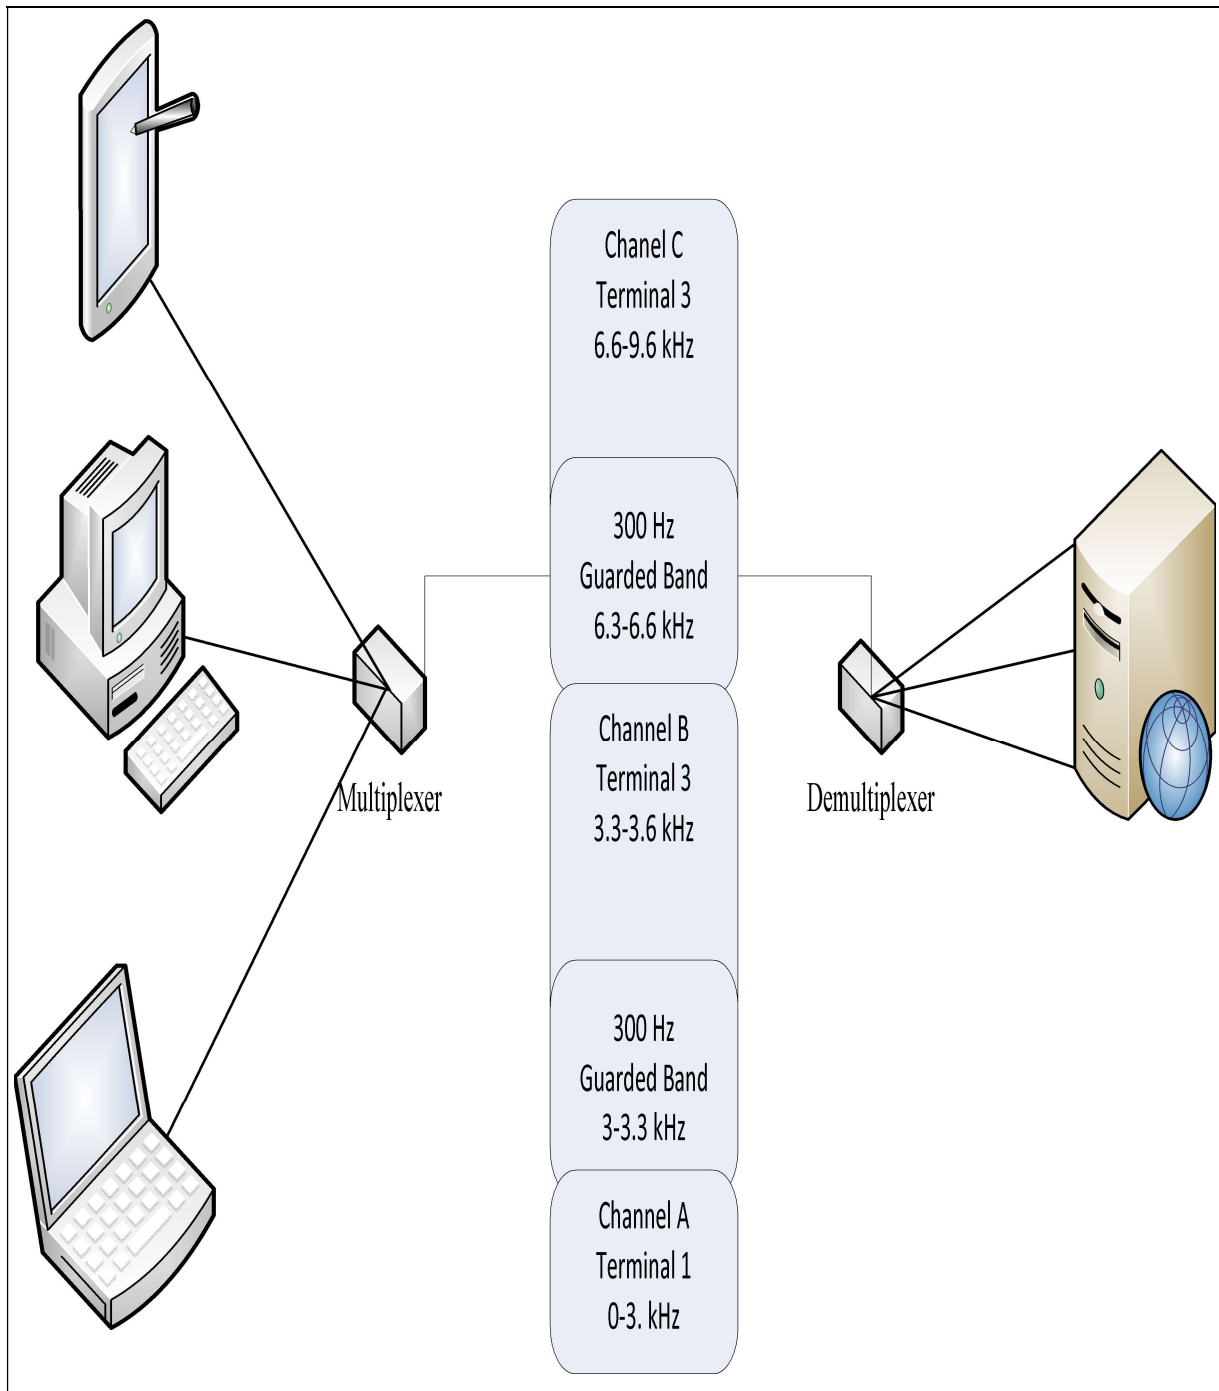 Chanel C
Terminal 3
6.6-9.6 kHz
300 Hz
Guarded Band
6.3-6.6 kHz
Channel B
Terminal 3
3.3-3.6 kHz
Multiplexer
Demultiplexer
300 Hz
Guarded Band
3-3.3 kHz
Channel A
Terminal 1
0-3. kHz